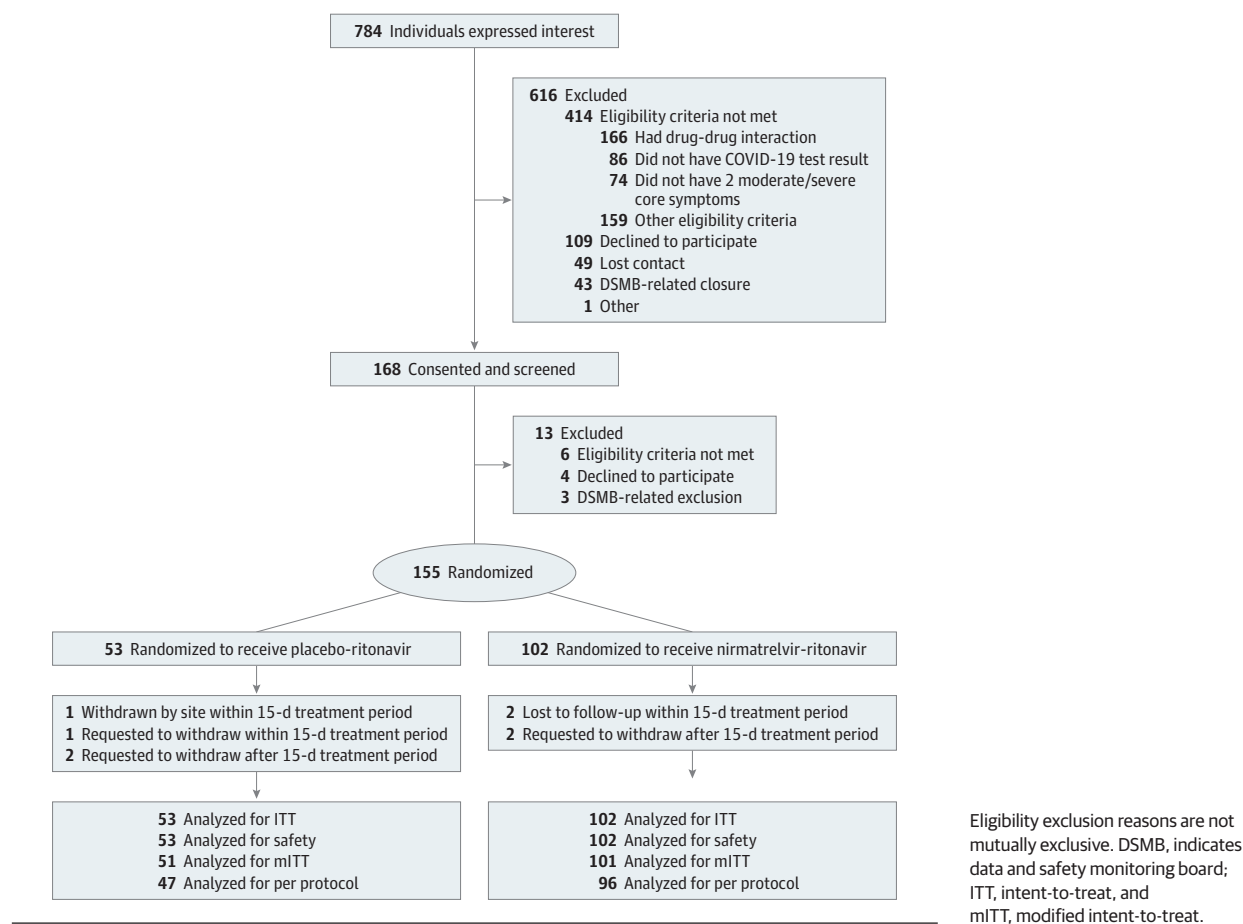 784 Individuals expressed interest
616 Excluded
414 Eligibility criteria not met
166 Had drug-drug interaction
86 Did not have COVID-19 test result
74 Did not have 2 moderate/severe
core symptoms
159 Other eligibility criteria
109 Declined to participate
49 Lost contact
43 DSMB-related closure
1 Other
168 Consented and screened
13 Excluded
6 Eligibility criteria not met
4 Declined to participate
3 DSMB-related exclusion
155 Randomized
53 Randomized to receive placebo-ritonavir
1 Withdrawn by site within 15-d treatment period
1 Requested to withdraw within 15-d treatment period
2 Requested to withdraw after 15-d treatment period
53 Analyzed for ITT
53 Analyzed for safety
51 Analyzed for mITT
47 Analyzed for per protocol
102 Randomized to receive nirmatrelvir-ritonavir
2 Lost to follow-up within 15-d treatment period
2 Requested to withdraw after 15-d treatment period
102 Analyzed for ITT
102 Analyzed for safety
101 Analyzed for mITT
96 Analyzed for per protocol
Eligibility exclusion reasons are not
mutually exclusive. DSMB, indicates
data and safety monitoring board;
ITT, intent-to-treat, and
mITT, modified intent-to-treat.